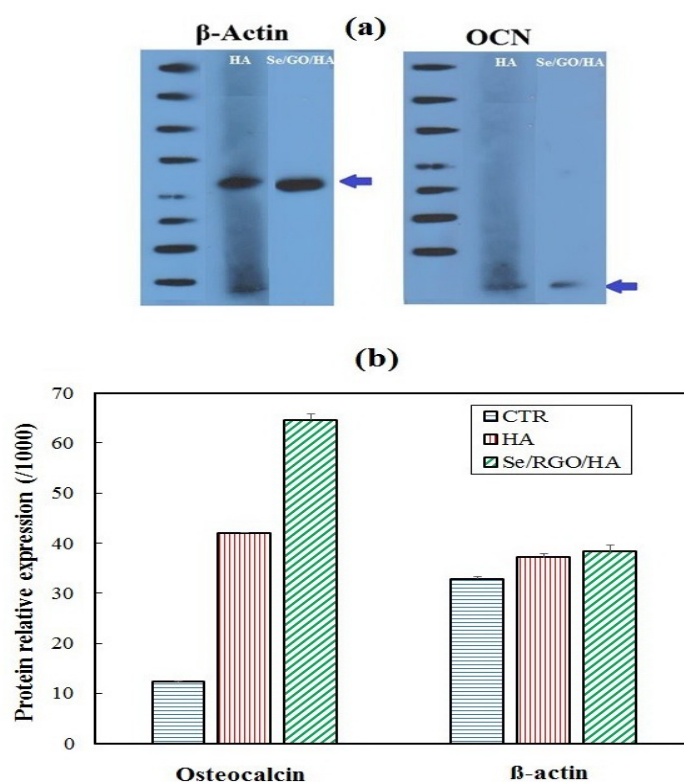 (a)
β-Actin
OCN
HA
Se/GO/HA
HA
Se/GO/HA
(b)
Protein relative expression (/1000)
70
60
50
40
30
20
10
0
CTR
HA
Se/RGO/HA
Osteocalcin
ß-actin